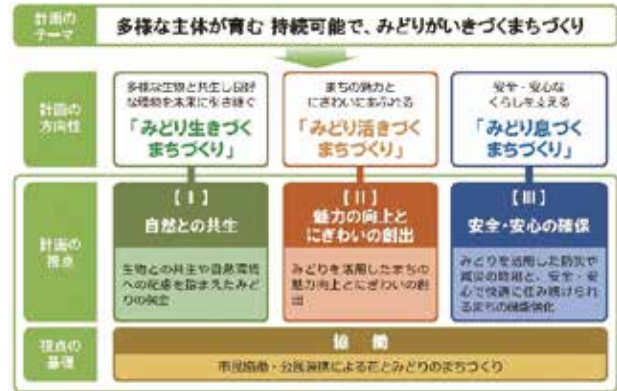 計画の
テーマ
多様な主体が育む 持続可能で、みどりがいきづくまちづくり
計画の
方向性
多様な生物と共生し良好
な環境を未来に引き継ぐ
「みどり生きづく
まちづくり」
まちの魅力と
にぎわいにあふれる
「みどり活きづく
まちづくり」
安全・安心な
くらしを支える
「みどり息づく
まちづくり」
計画の
視点
【Ⅰ】
自然との共生
生物との共生や自然環境
への配慮を踏まえたみど
りの保全
【Ⅱ】
魅力の向上と
にぎわいの創出
みどりを活用したまちの
魅力向上とにぎわいの創
出
【Ⅲ】
安全・安心の確保
みどりを活用した防災や
減災の取組と、安全・安
心で快適に住み続けられ
るまちの機能強化
視点の
基礎
協 働
市民協働・公民連携による花とみどりのまちづくり